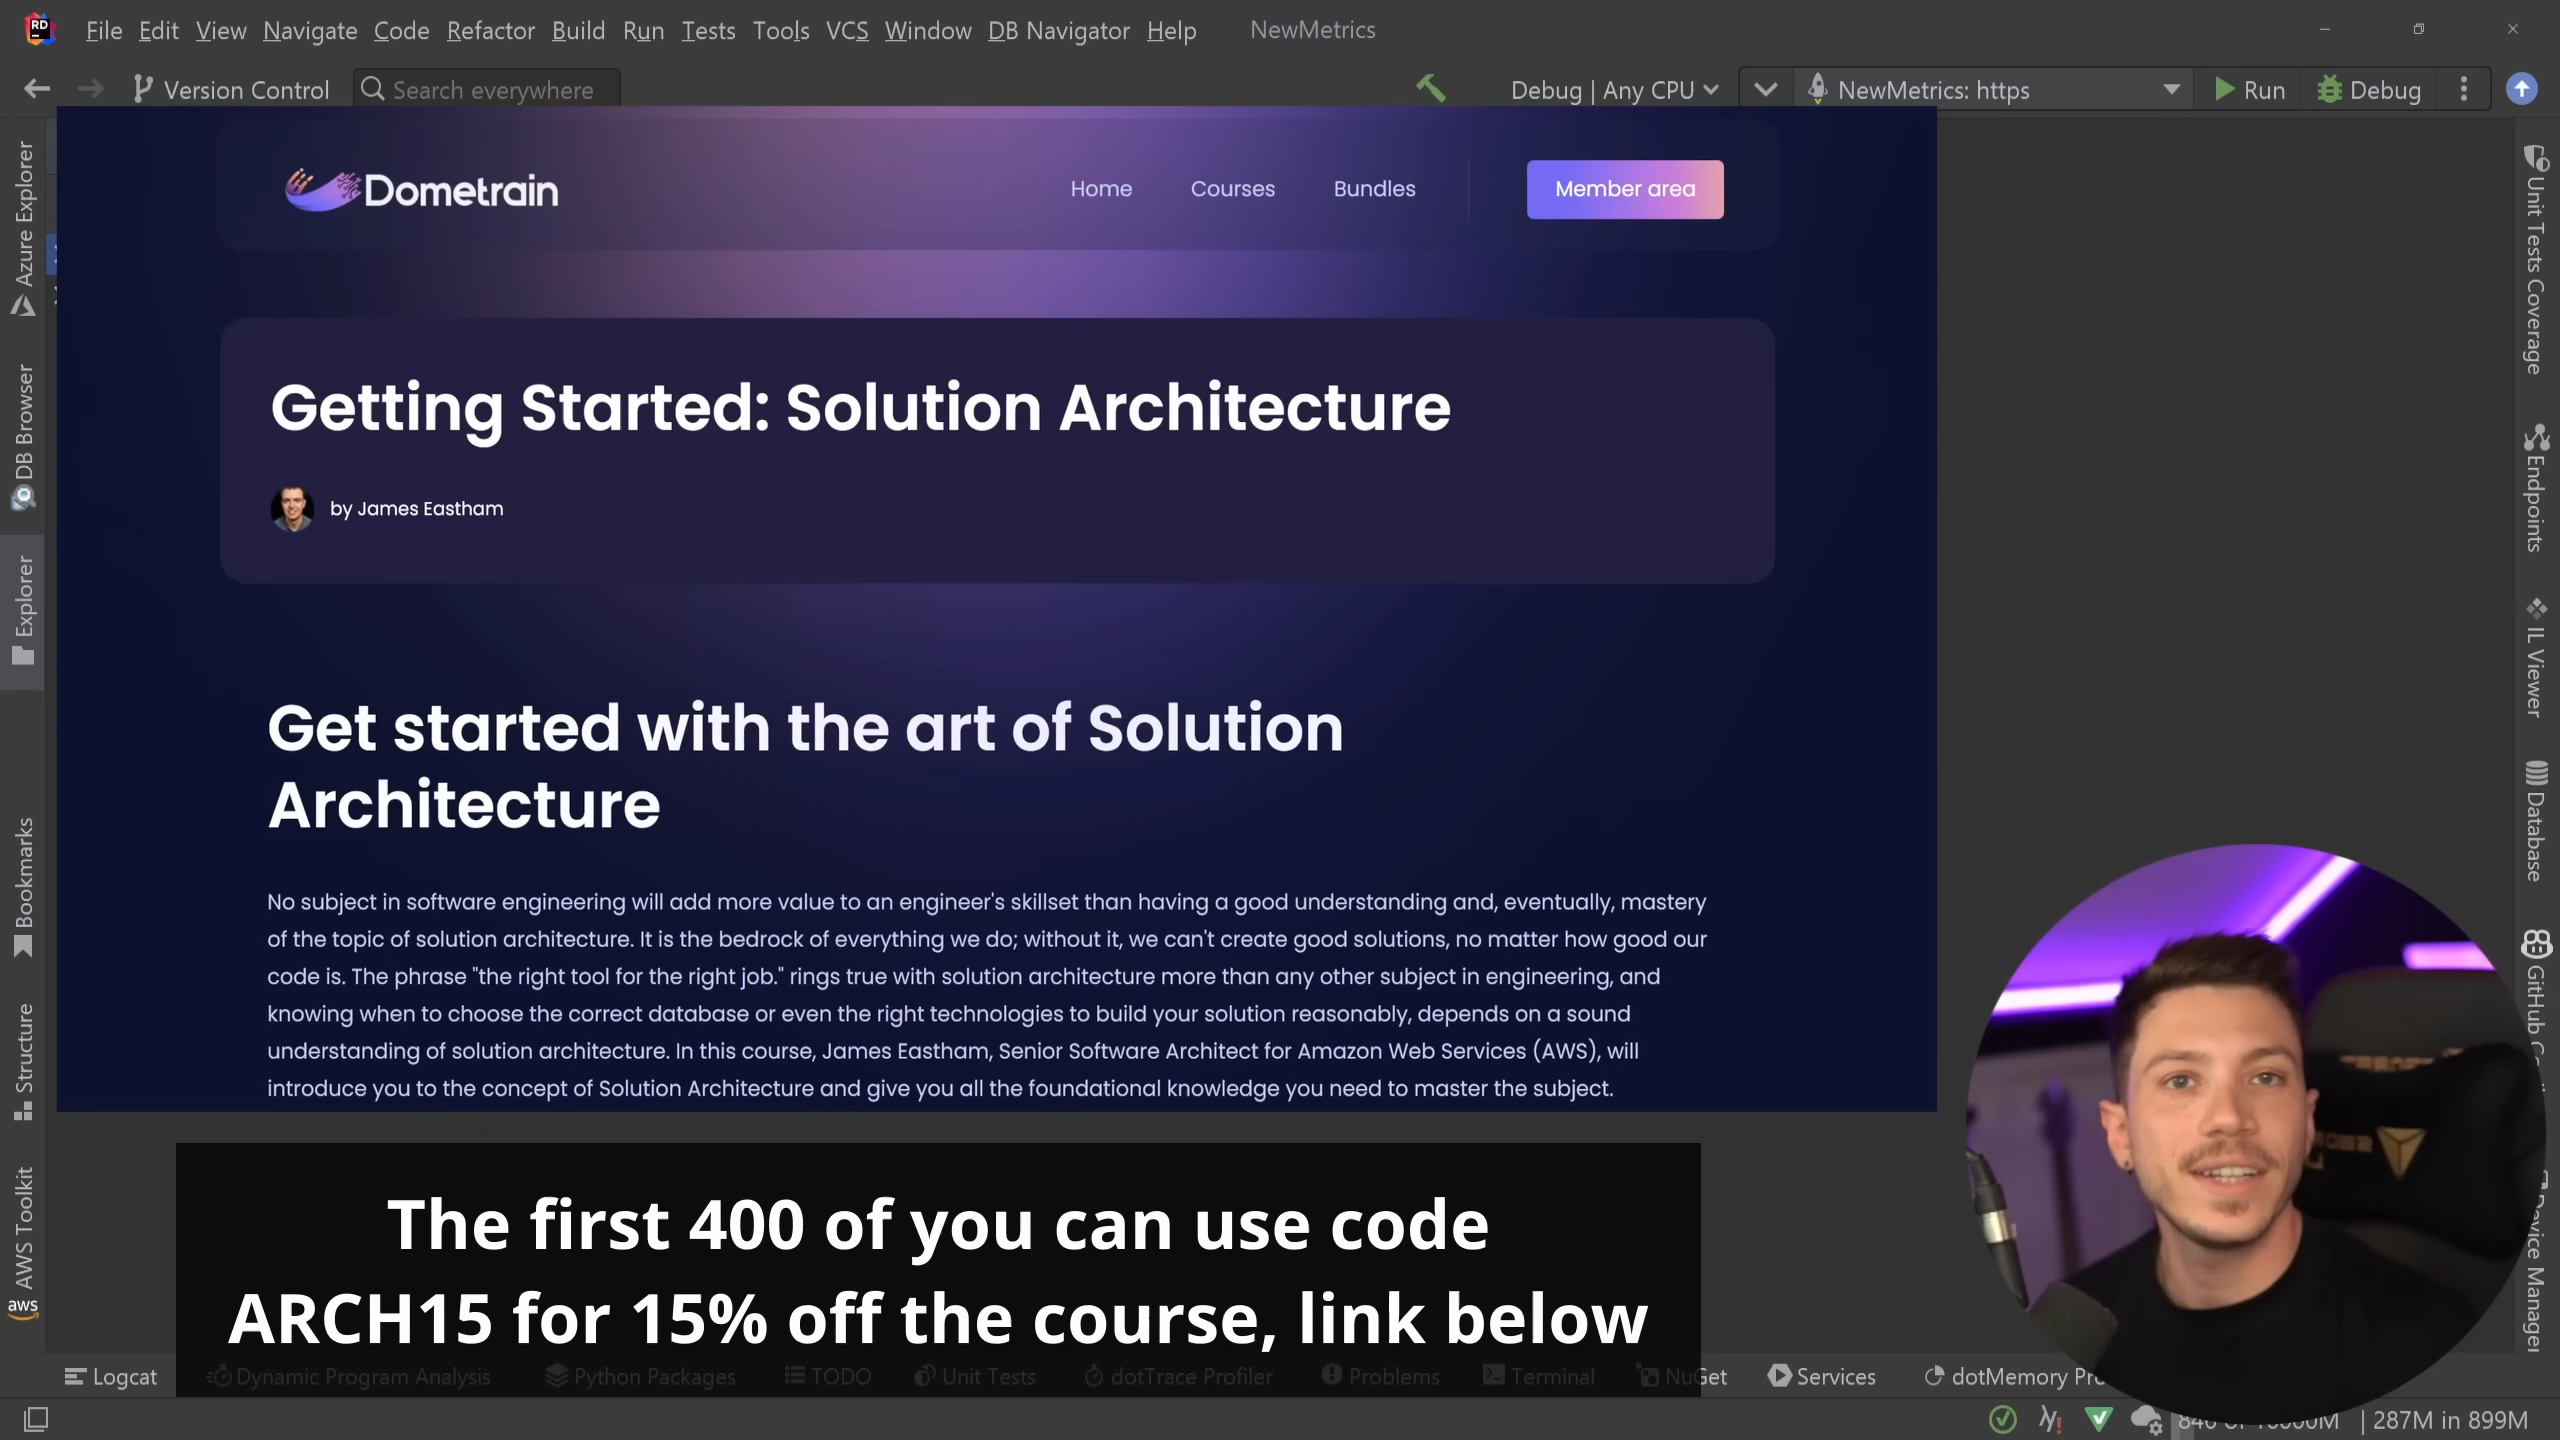 File Edit View Navigate Code Refactor Build Run Tests Tools VCS Window DB Navigator Help NewMetrics
Version Control Search everywhere Debug | Any CPU NewMetrics: https Run Debug
Azure Explorer
DB Browser
Explorer
Bookmarks
Structure
AWS Toolkit
aws
Dometrain
Home Courses Bundles Member area
Getting Started: Solution Architecture
by James Eastham
Get started with the art of Solution
Architecture
No subject in software engineering will add more value to an engineer's skillset than having a good understanding and, eventually, mastery
of the topic of solution architecture. It is the bedrock of everything we do; without it, we can't create good solutions, no matter how good our
code is. The phrase "the right tool for the right job." rings true with solution architecture more than any other subject in engineering, and
knowing when to choose the correct database or even the right technologies to build your solution reasonably, depends on a sound
understanding of solution architecture. In this course, James Eastham, Senior Software Architect for Amazon Web Services (AWS), will
introduce you to the concept of Solution Architecture and give you all the foundational knowledge you need to master the subject.
The first 400 of you can use code
ARCH15 for 15% off the course, link below
Unit Tests Coverage
Endpoints
IL Viewer
Database
GitHub
Device Manager
Logcat Dynamic Program Analysis Python Packages TODO Unit Tests dotTrace Profiler Problems Terminal NuGet Services dotMemory
287M in 899M